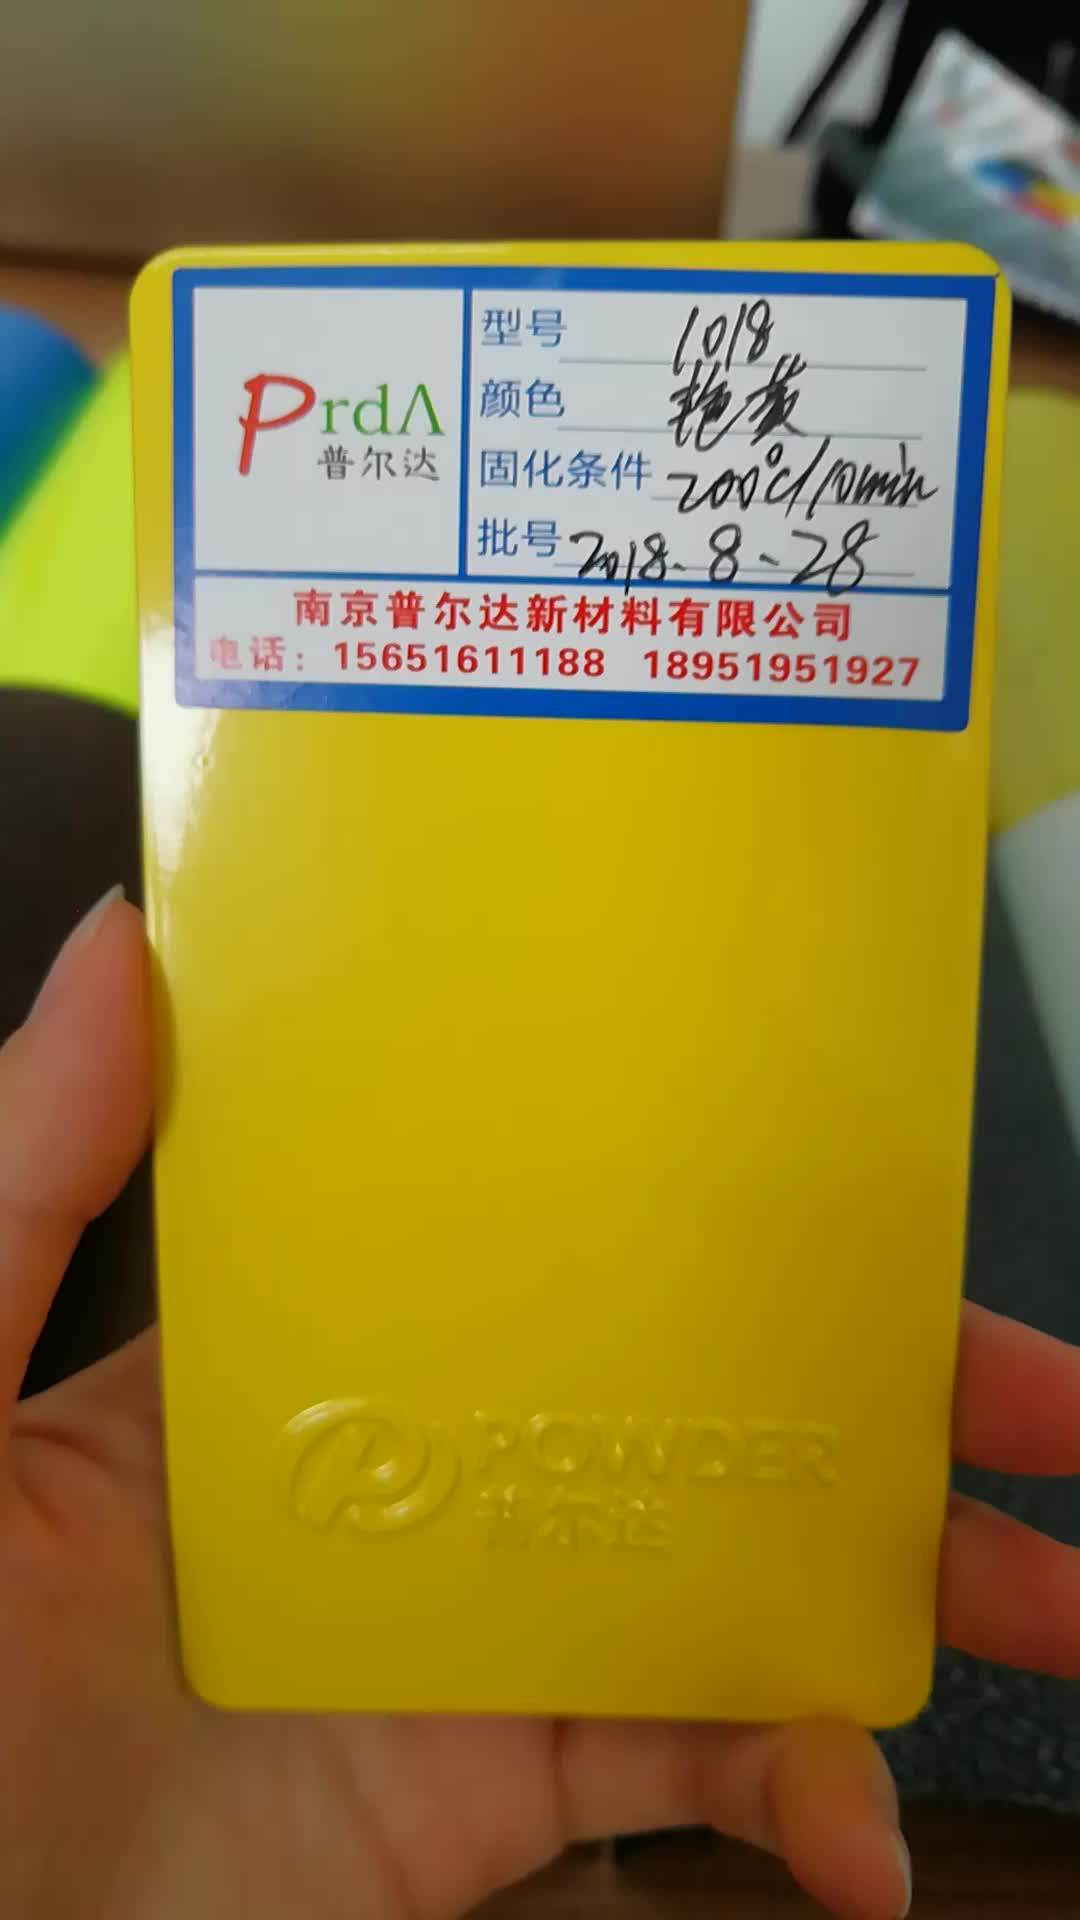 PrdΛ
普尔达
型号 1018
颜色 艳黄
固化条件 200℃/10min
批号 2018.8.28
南京普尔达新材料有限公司
电话: 15651611188 18951951927
POWDER
普尔达